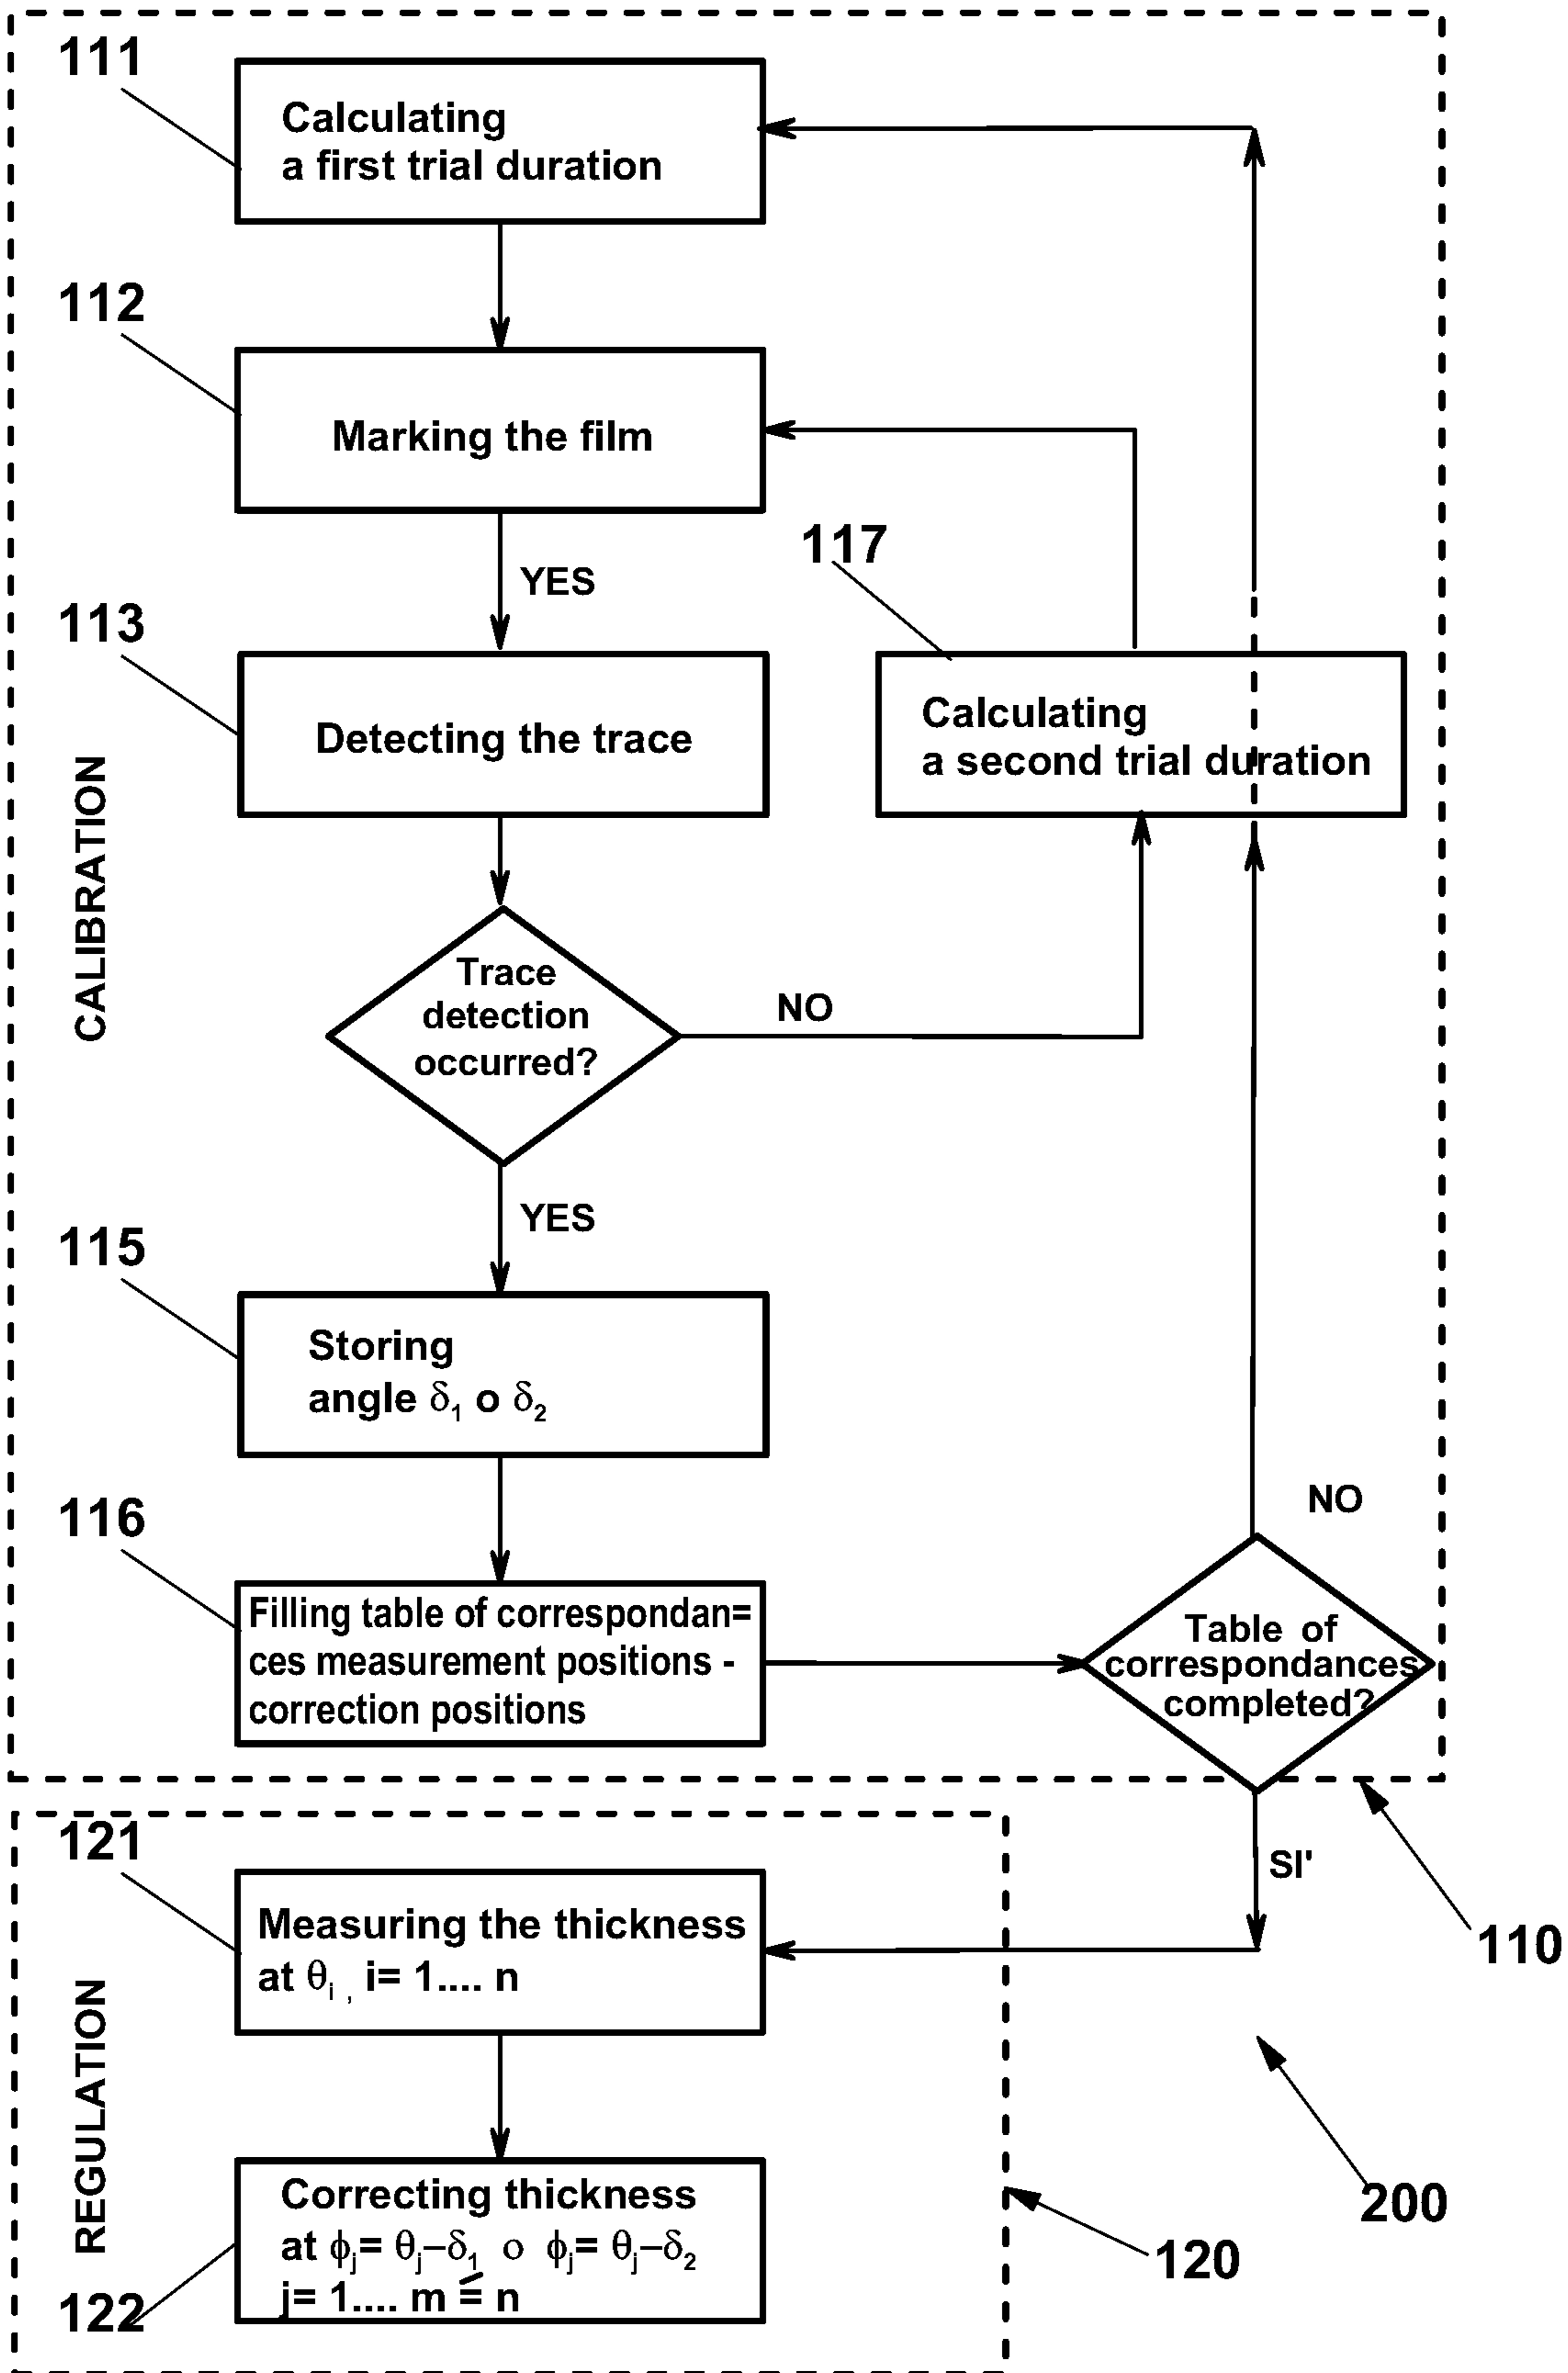 111
Calculating
a first trial duration
112
Marking the film
YES
117
113
Detecting the trace
Calculating
a second trial duration
CALIBRATION
Trace
detection
occurred?
NO
YES
115
Storing
angle δ₁ o δ₂
116
NO
Filling table of correspondan=
ces measurement positions -
correction positions
Table of
correspondances
completed?
121
SI'
Measuring the thickness
at θᵢ , i= 1.... n
110
REGULATION
Correcting thickness
at ϕⱼ= θⱼ–δ₁ o ϕⱼ= θⱼ–δ₂
j= 1.... m ≤ n
122
120
200